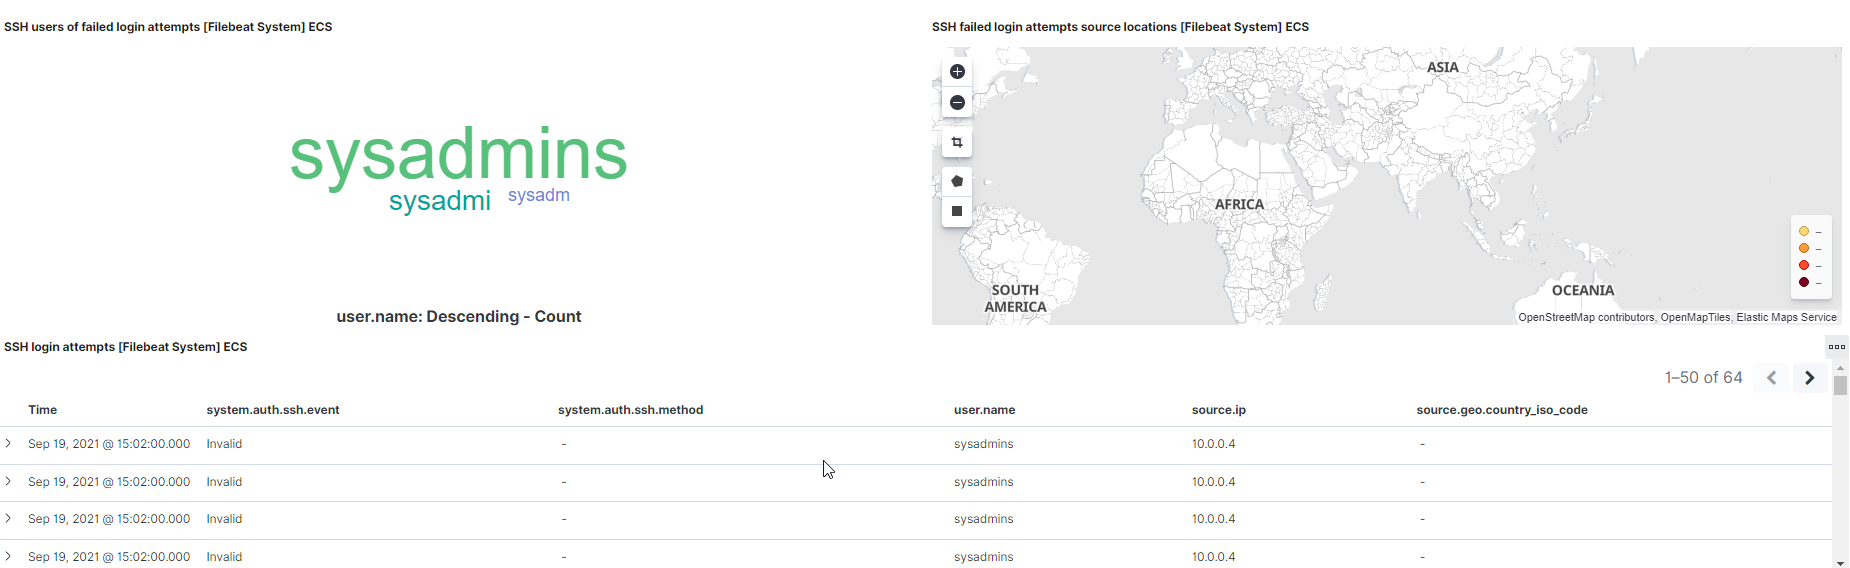 SSH users of failed login attempts [Filebeat System] ECS
sysadmins
sysadmi
sysadm
user.name: Descending - Count
SSH failed login attempts source locations [Filebeat System] ECS
ASIA
AFRICA
SOUTH
AMERICA
OCEANIA
–
–
–
–
OpenStreetMap contributors, OpenMapTiles, Elastic Maps Service
SSH login attempts [Filebeat System] ECS
1–50 of 64
Time system.auth.ssh.event system.auth.ssh.method user.name source.ip source.geo.country_iso_code
Sep 19, 2021 @ 15:02:00.000 Invalid - sysadmins 10.0.0.4 -
Sep 19, 2021 @ 15:02:00.000 Invalid - sysadmins 10.0.0.4 -
Sep 19, 2021 @ 15:02:00.000 Invalid - sysadmins 10.0.0.4 -
Sep 19, 2021 @ 15:02:00.000 Invalid - sysadmins 10.0.0.4 -